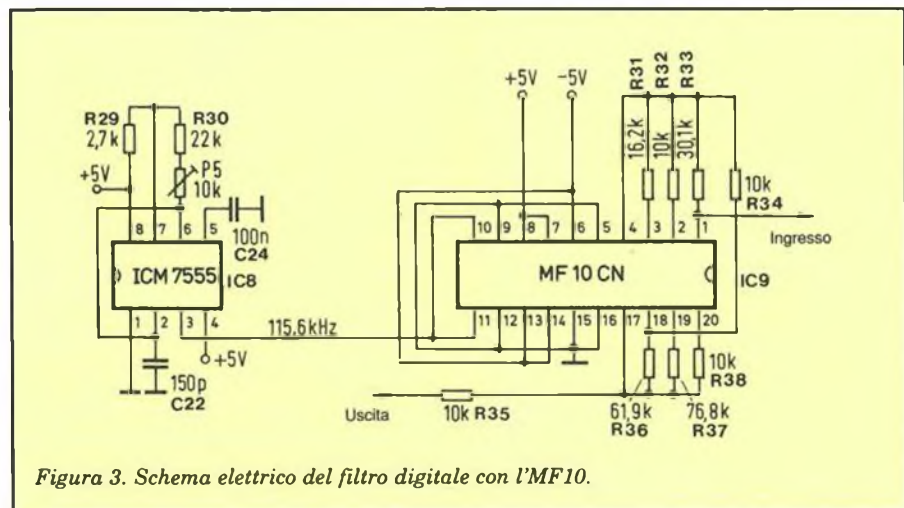 +5V -5V R31 R32 R33
R29 R30
2,7k 22k 16,2k 10k 30,1k
+5V P5
10k
10k
R34
8 7 6 5
100n
C24
10 9 8 7 6 5 4 3 2 1
Ingresso
ICM 7555 IC8
MF 10 CN IC9
1 2 3 4
115.6kHz
11 12 13 14 15 16 17 18 19 20
+5V
150p
C22
10k
R38
Uscita
10k R35
61,9k 76,8k
R36 R37
Figura 3. Schema elettrico del filtro digitale con l'MF10.